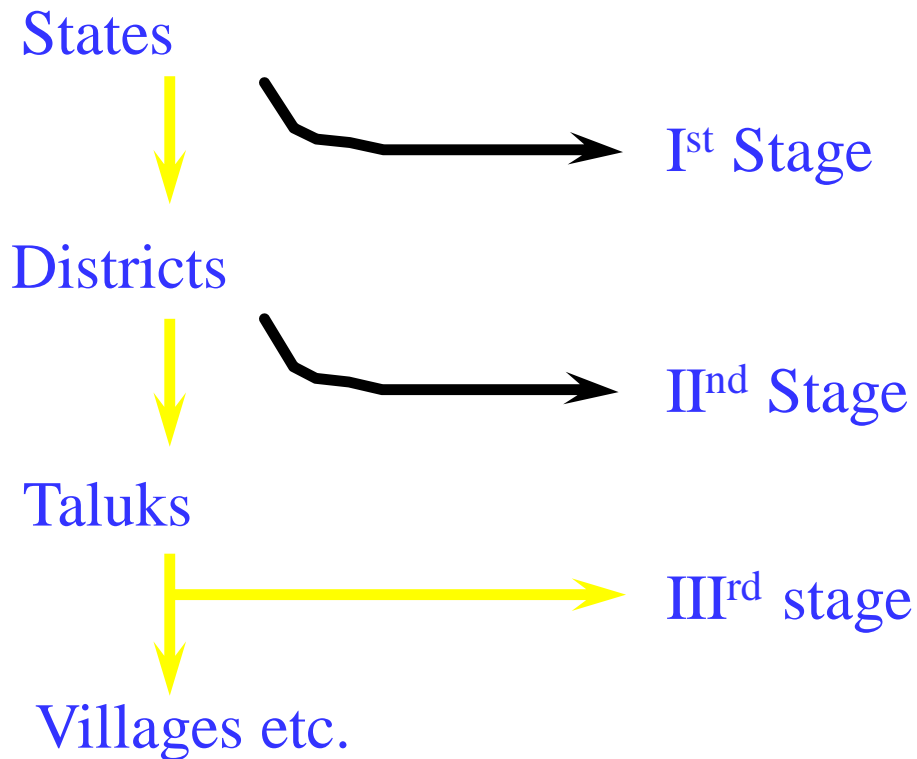 States
Iˢᵗ Stage
Districts
IIⁿᵈ Stage
Taluks
IIIʳᵈ stage
Villages etc.